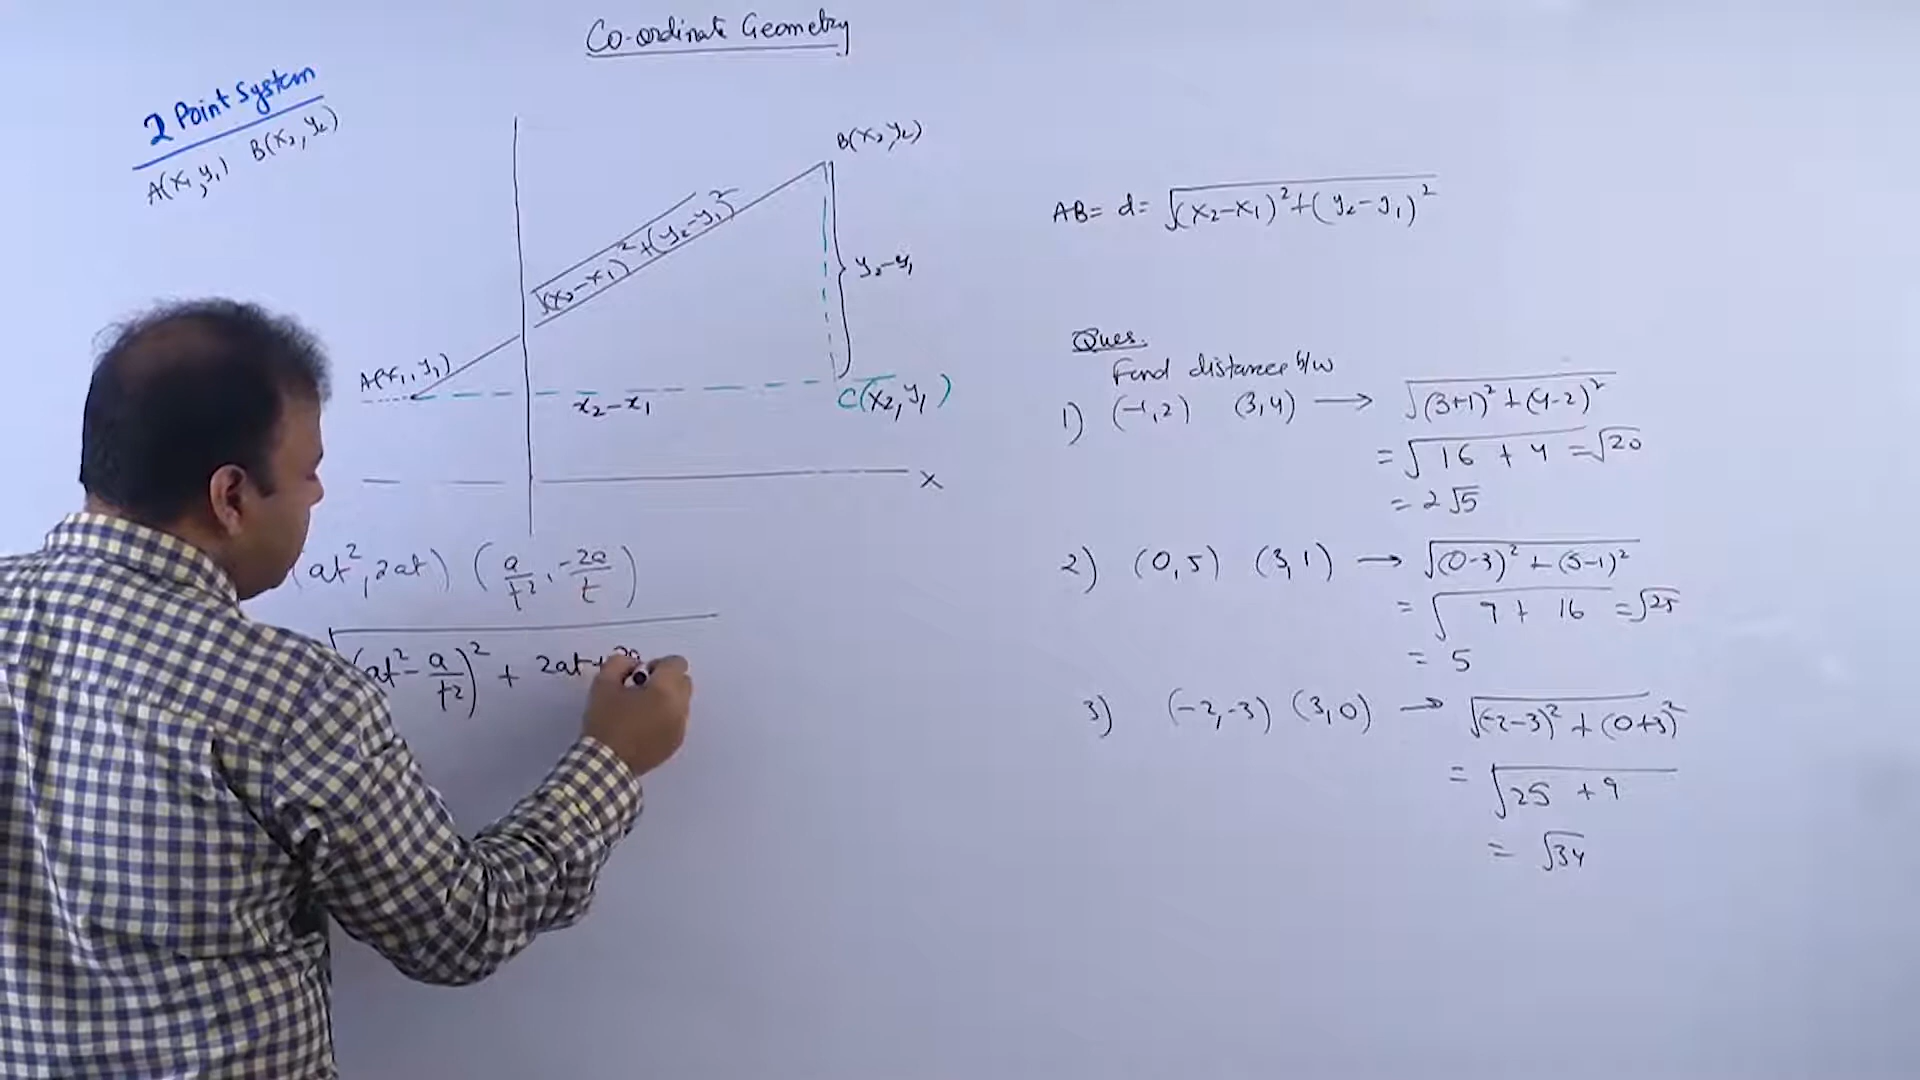 Co-ordinate Geometry
2 Point System
A(x₁, y₁) B(x₂, y₂)
B(x₂, y₂)
√(x₂-x₁)²+(y₂-y₁)²
y₂-y₁
A(x₁, y₁)
x₂-x₁
C(x₂, y₁)
x
(at², 2at) (a/t², -2a/t)
√(at² - a/t²)² + 2at+2a
AB= d= √(x₂-x₁)²+(y₂-y₁)²
Ques.
Find distance b/w
1) (-1,2) (3,4) → √(3+1)²+(4-2)²
= √16 + 4 = √20
= 2√5
2) (0,5) (3,1) → √(0-3)² + (5-1)²
= √9 + 16 = √25
= 5
3) (-2,-3) (3,0) → √(-2-3)² + (0+3)²
= √25 + 9
= √34